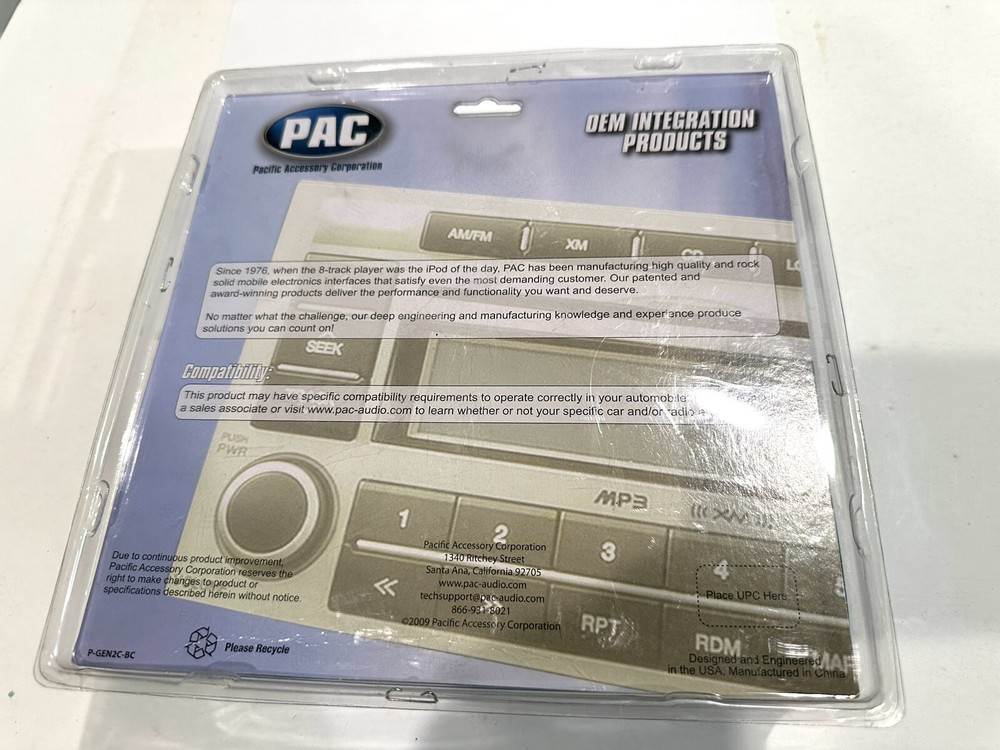 PAC
Pacific Accessory Corporation
OEM INTEGRATION
PRODUCTS
AM/FM
XM
CD
Since 1976, when the 8-track player was the iPod of the day, PAC has been manufacturing high quality and rock
solid mobile electronics interfaces that satisfy even the most demanding customer. Our patented and
award-winning products deliver the performance and functionality you want and deserve.
No matter what the challenge, our deep engineering and manufacturing knowledge and experience produce
solutions you can count on!
SEEK
Compatibility:
This product may have specific compatibility requirements to operate correctly in your automobile.
a sales associate or visit www.pac-audio.com to learn whether or not your specific car and/or radio
PUSH
PWR
MP3
((( XM )))
1
2
3
4
Pacific Accessory Corporation
1340 Ritchey Street
Santa Ana, California 92705
www.pac-audio.com
techsupport@pac-audio.com
866-931-8021
©2009 Pacific Accessory Corporation
Due to continuous product improvement,
Pacific Accessory Corporation reserves the
right to make changes to product or
specifications described herein without notice.
Place UPC Here
RPT
RDM
MAP
P-GEN2C-BC
Please Recycle
Designed and Engineered
in the USA, Manufactured in China